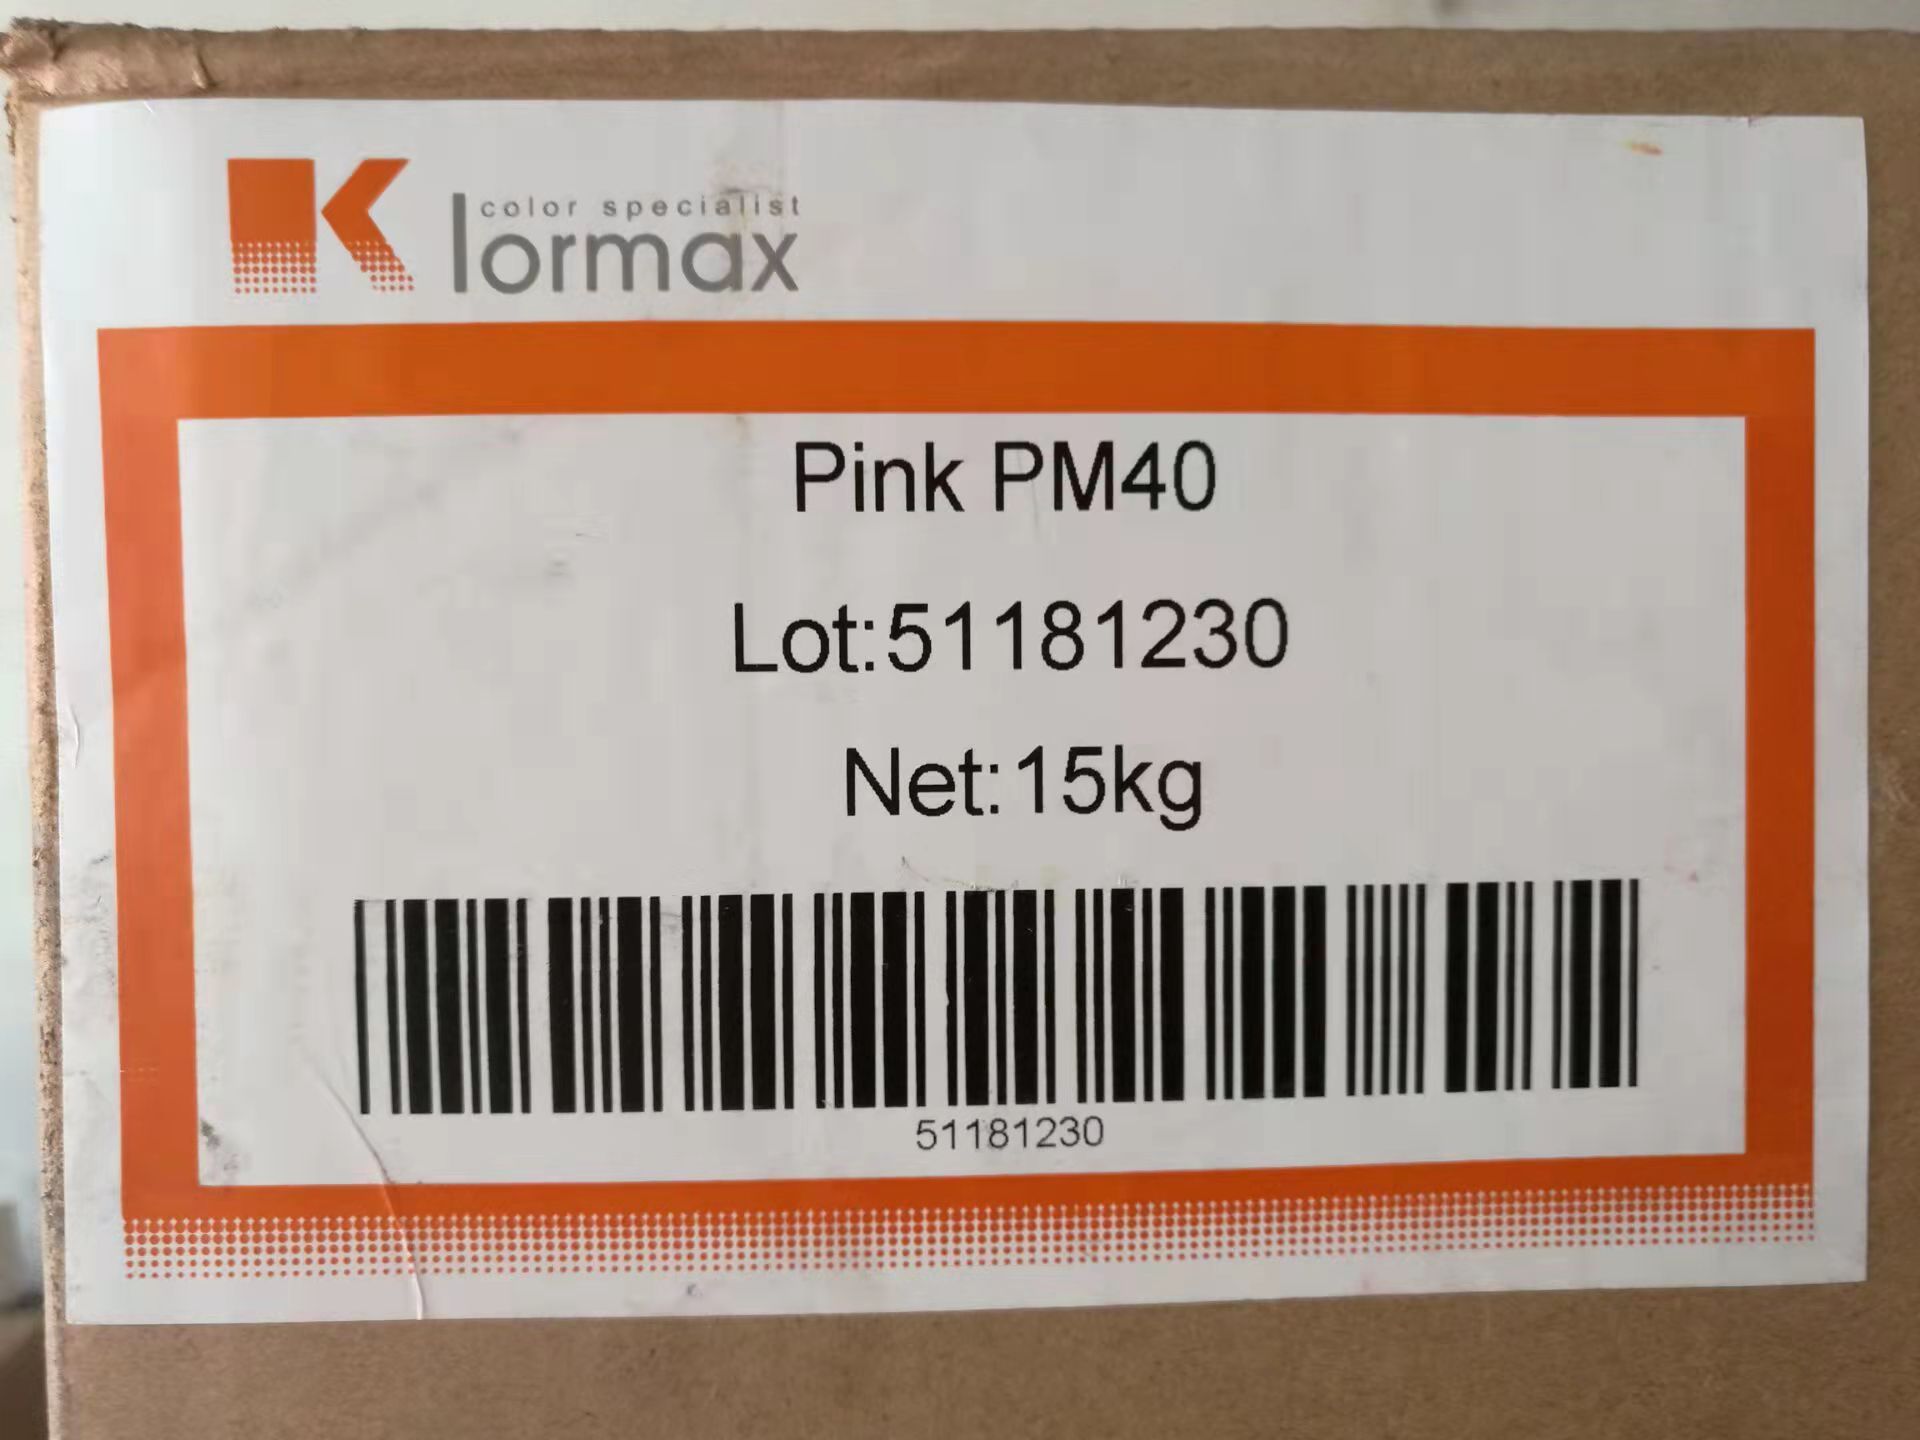 K
color specialist
lormax
Pink PM40
Lot:51181230
Net:15kg
51181230